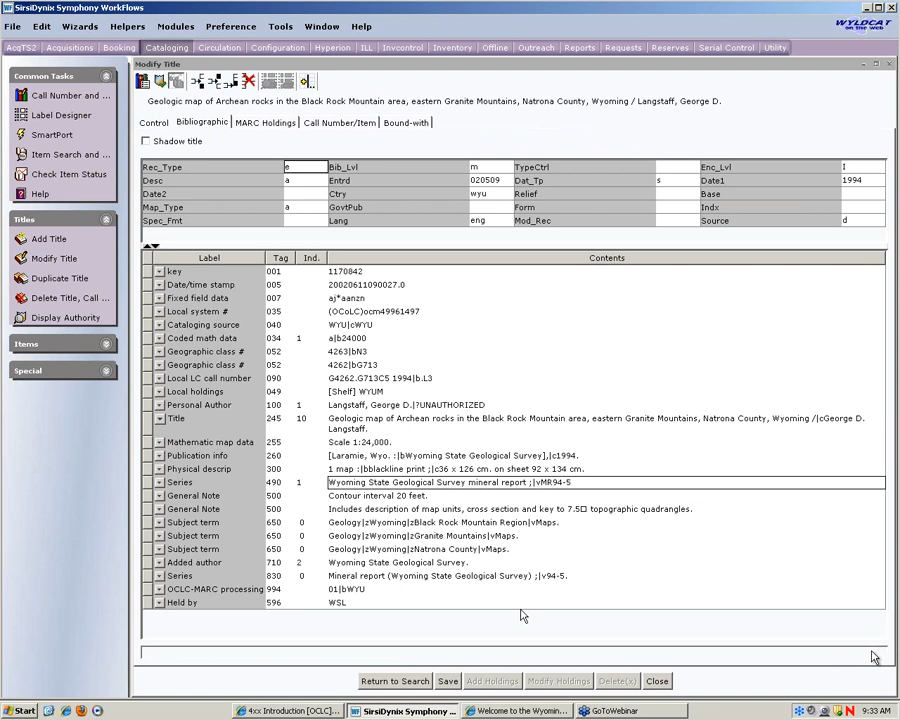 SirsiDynix Symphony WorkFlows
File Edit Wizards Helpers Modules Preference Tools Window Help
WYLDCAT
on the web
AcqTS2 Acquisitions Booking Cataloging Circulation Configuration Hyperion ILL Invcontrol Inventory Offline Outreach Reports Requests Reserves Serial Control Utility
Common Tasks
Call Number and ...
Label Designer
SmartPort
Item Search and ...
Check Item Status
Help
Titles
Add Title
Modify Title
Duplicate Title
Delete Title, Call ...
Display Authority
Items
Special
Modify Title
Geologic map of Archean rocks in the Black Rock Mountain area, eastern Granite Mountains, Natrona County, Wyoming / Langstaff, George D.
Control Bibliographic MARC Holdings Call Number/Item Bound-with
Shadow title
Rec_Type e Bib_Lvl m TypeCtrl Enc_Lvl I
Desc a Entrd 020509 Dat_Tp s Date1 1994
Date2 Ctry wyu Relief Base
Map_Type a GovtPub Form Indx
Spec_Fmt Lang eng Mod_Rec Source d
Label Tag Ind. Contents
key 001 1170842
Date/time stamp 005 20020611090027.0
Fixed field data 007 aj*aanzn
Local system # 035 (OCoLC)ocm49961497
Cataloging source 040 WYU|cWYU
Coded math data 034 1 a|b24000
Geographic class # 052 4263|bN3
Geographic class # 052 4262|bG713
Local LC call number 090 G4262.G713C5 1994|b.L3
Local holdings 049 [Shelf] WYUM
Personal Author 100 1 Langstaff, George D.|?UNAUTHORIZED
Title 245 10 Geologic map of Archean rocks in the Black Rock Mountain area, eastern Granite Mountains, Natrona County, Wyoming /|cGeorge D.
Langstaff.
Mathematic map data 255 Scale 1:24,000.
Publication info 260 [Laramie, Wyo. :|bWyoming State Geological Survey],|c1994.
Physical descrip 300 1 map :|bblackline print ;|c36 x 126 cm. on sheet 92 x 134 cm.
Series 490 1 Wyoming State Geological Survey mineral report ;|vMR94-5
General Note 500 Contour interval 20 feet.
General Note 500 Includes description of map units, cross section and key to 7.5□ topographic quadrangles.
Subject term 650 0 Geology|zWyoming|zBlack Rock Mountain Region|vMaps.
Subject term 650 0 Geology|zWyoming|zGranite Mountains|vMaps.
Subject term 650 0 Geology|zWyoming|zNatrona County|vMaps.
Added author 710 2 Wyoming State Geological Survey.
Series 830 0 Mineral report (Wyoming State Geological Survey) ;|v94-5.
OCLC-MARC processing 994 01|bWYU
Held by 596 WSL
Return to Search Save Add Holdings Modify Holdings Delete(x) Close
Start 4xx Introduction [OCLC]... SirsiDynix Symphony ... Welcome to the Wyomin... GoToWebinar 9:33 AM